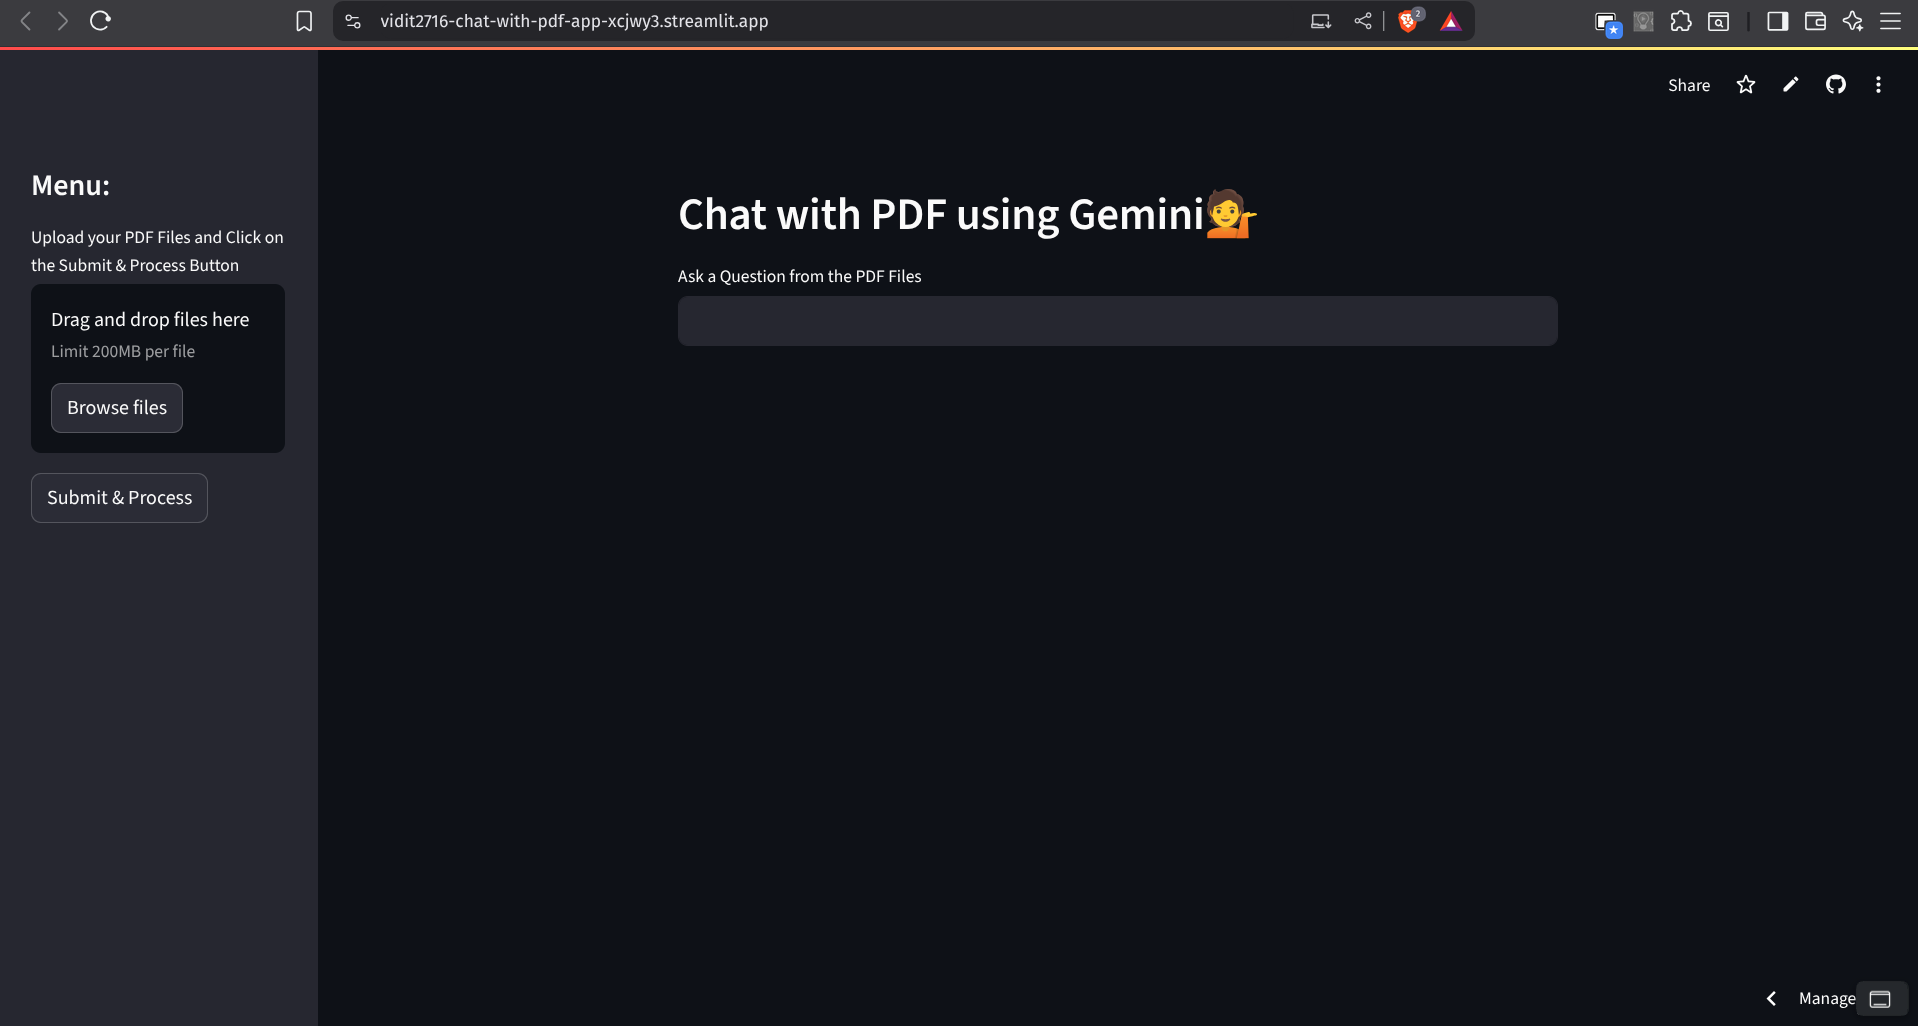 vidit2716-chat-with-pdf-app-xcjwy3.streamlit.app
2
Share
Menu:
Upload your PDF Files and Click on
the Submit & Process Button
Drag and drop files here
Limit 200MB per file
Browse files
Submit & Process
Chat with PDF using Gemini💁
Ask a Question from the PDF Files
Manage